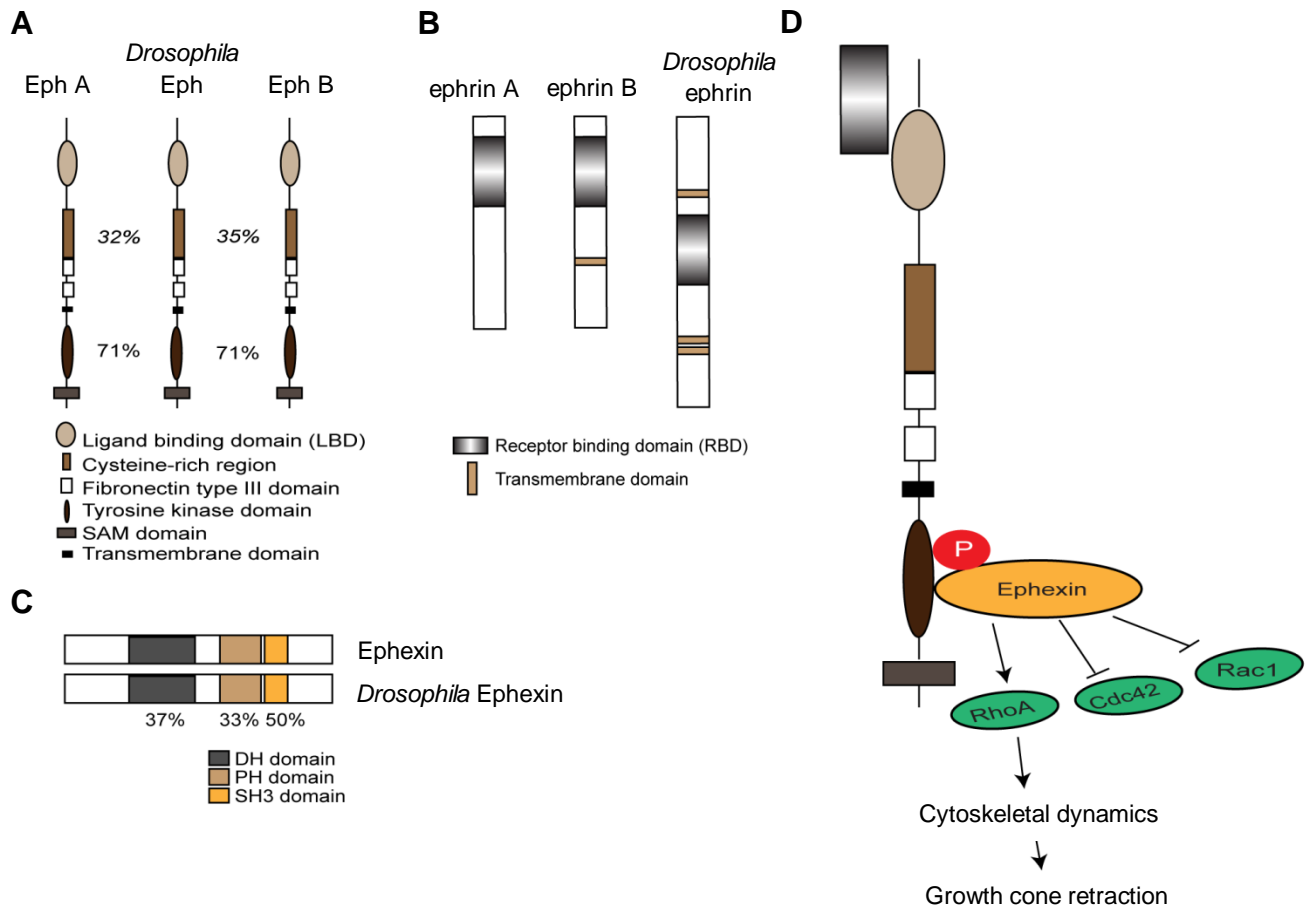 A
Drosophila
Eph A Eph Eph B
32% 35%
71% 71%
Ligand binding domain (LBD)
Cysteine-rich region
Fibronectin type III domain
Tyrosine kinase domain
SAM domain
Transmembrane domain
B
Drosophila
ephrin A ephrin B ephrin
Receptor binding domain (RBD)
Transmembrane domain
C
Ephexin
Drosophila Ephexin
37% 33% 50%
DH domain
PH domain
SH3 domain
D
P
Ephexin
RhoA Cdc42 Rac1
Cytoskeletal dynamics
Growth cone retraction